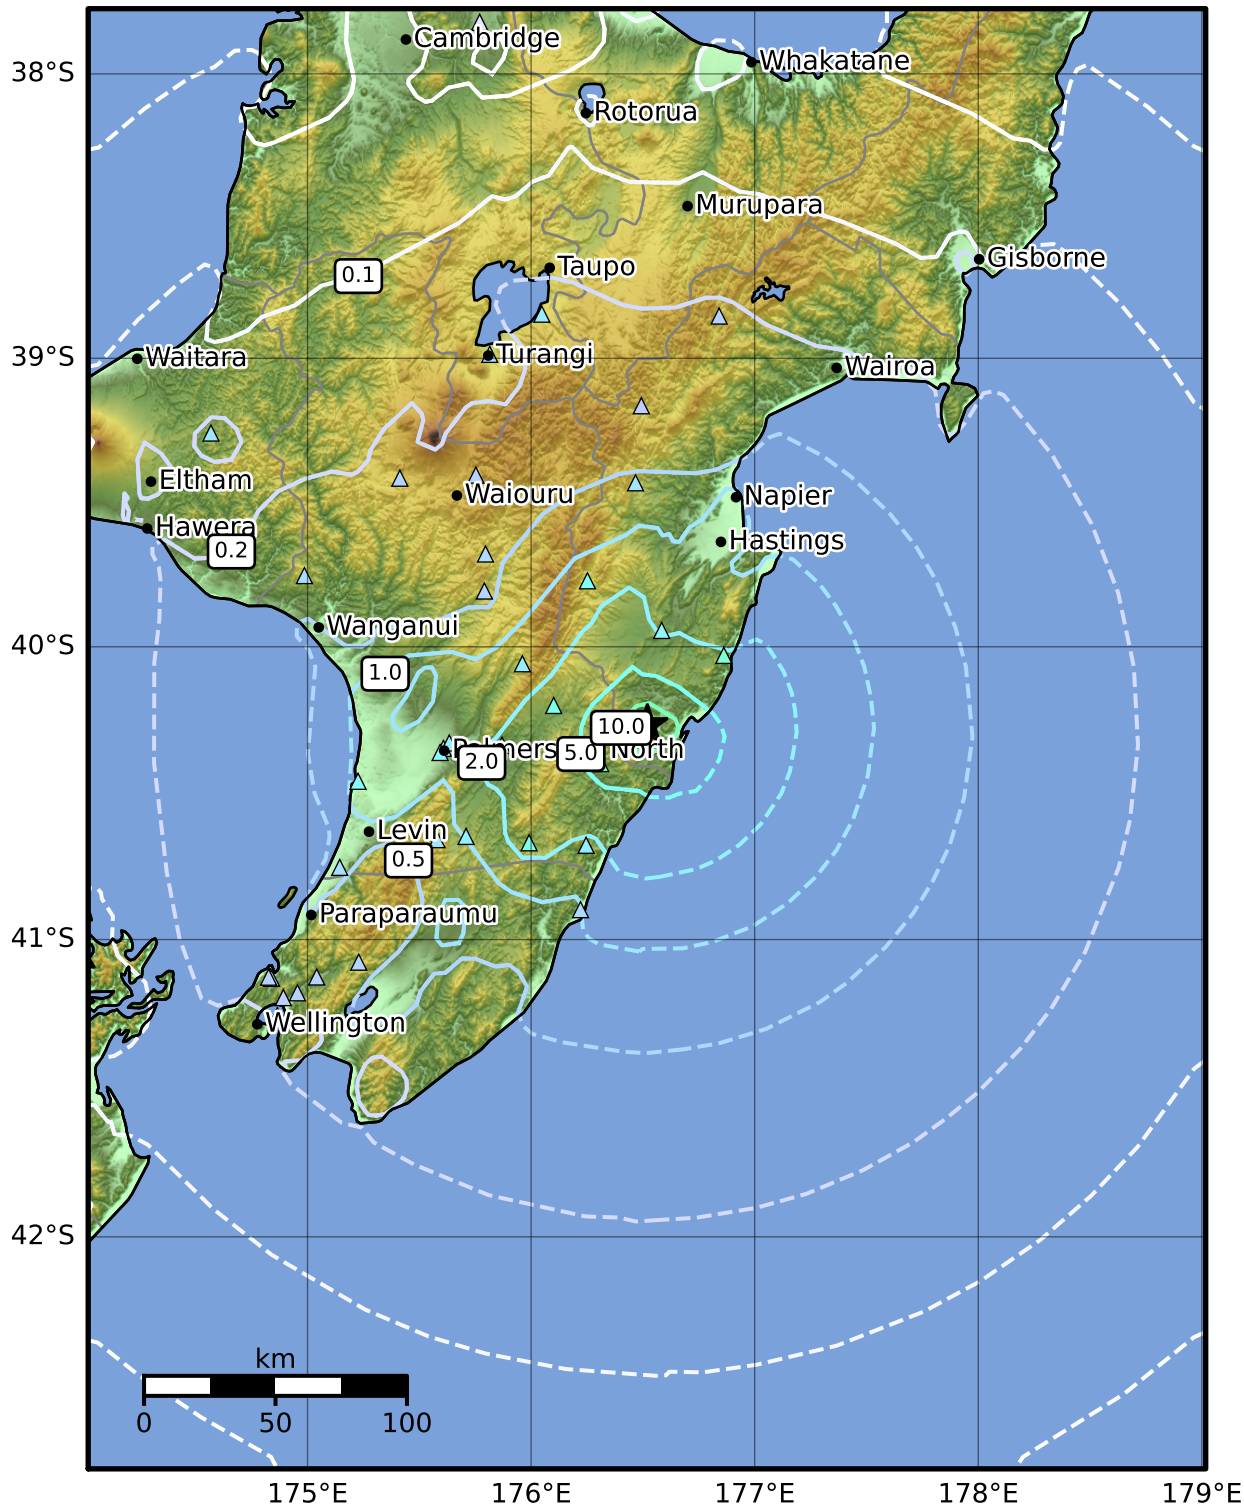 Cambridge
Whakatane
38°S
Rotorua
Murupara
Gisborne
Taupo
0.1
Turangi
39°S
Waitara
Wairoa
Eltham
Waiouru
Napier
Hawera
Hastings
0.2
Wanganui
40°S
1.0
10.0
Palmerston North
5.0
2.0
Levin
0.5
Paraparaumu
41°S
Wellington
42°S
km
0 50 100
175°E 176°E 177°E 178°E 179°E